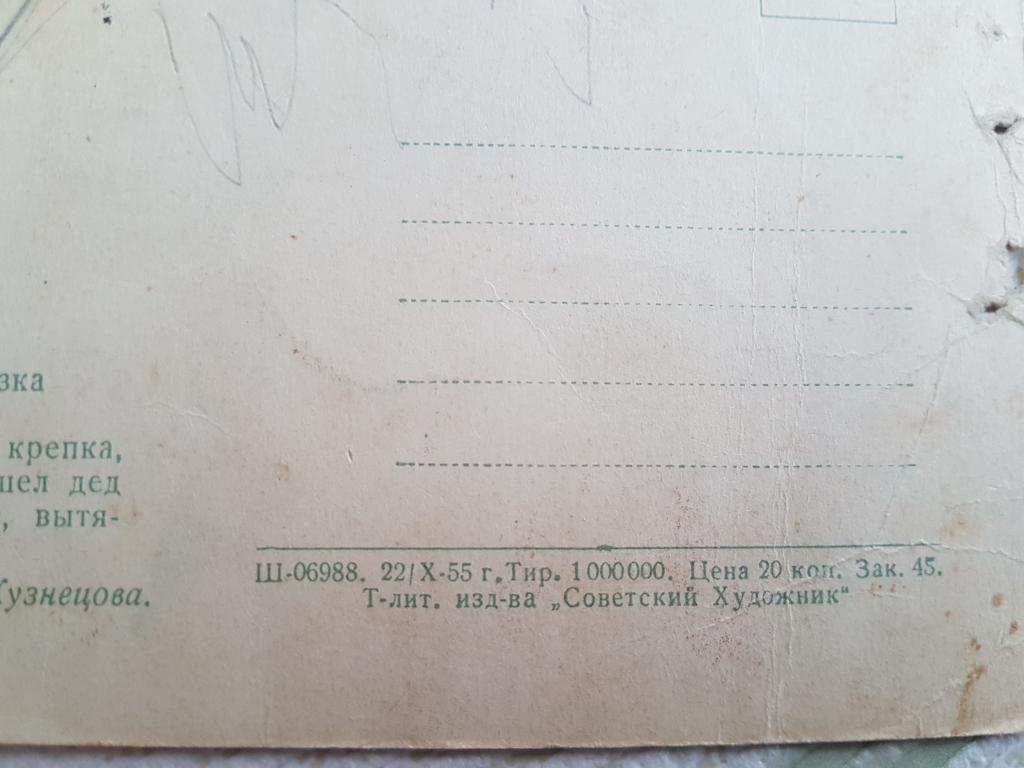 зка
крепка,
шел дед
, вытя-
Кузнецова.
Ш-06988. 22/X-55 г. Тир. 1000000. Цена 20 коп. Зак. 45.
Т-лит. изд-ва „Советский Художник“